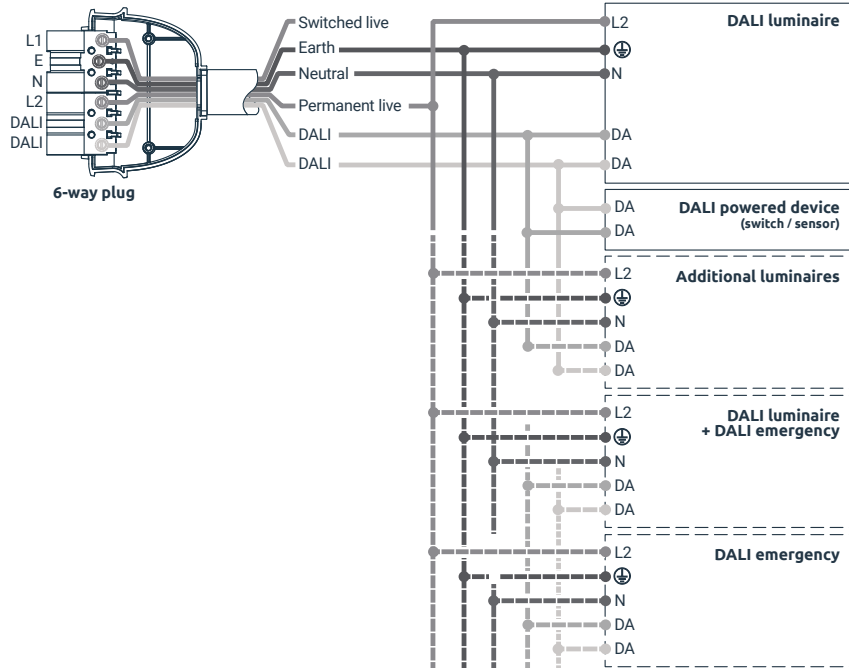 L1
E
N
L2
DALI
DALI
6-way plug
Switched live
Earth
Neutral
Permanent live
DALI
DALI
L2
N
DA
DA
DALI luminaire
DA
DA
DALI powered device
(switch / sensor)
L2
N
DA
DA
Additional luminaires
L2
N
DA
DA
DALI luminaire
+ DALI emergency
L2
N
DA
DA
DALI emergency